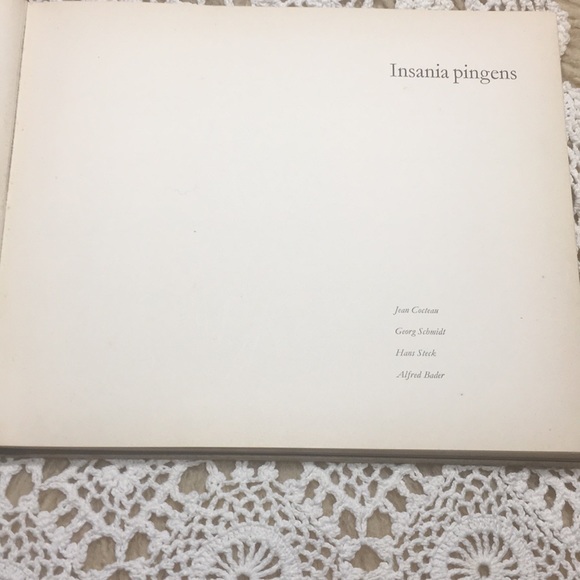 Insania pingens
Jean Cocteau
Georg Schmidt
Hans Steck
Alfred Bader